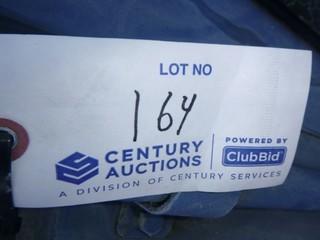 LOT NO
164
CENTURY AUCTIONS
POWERED BY
ClubBid
A DIVISION OF CENTURY SERVICES